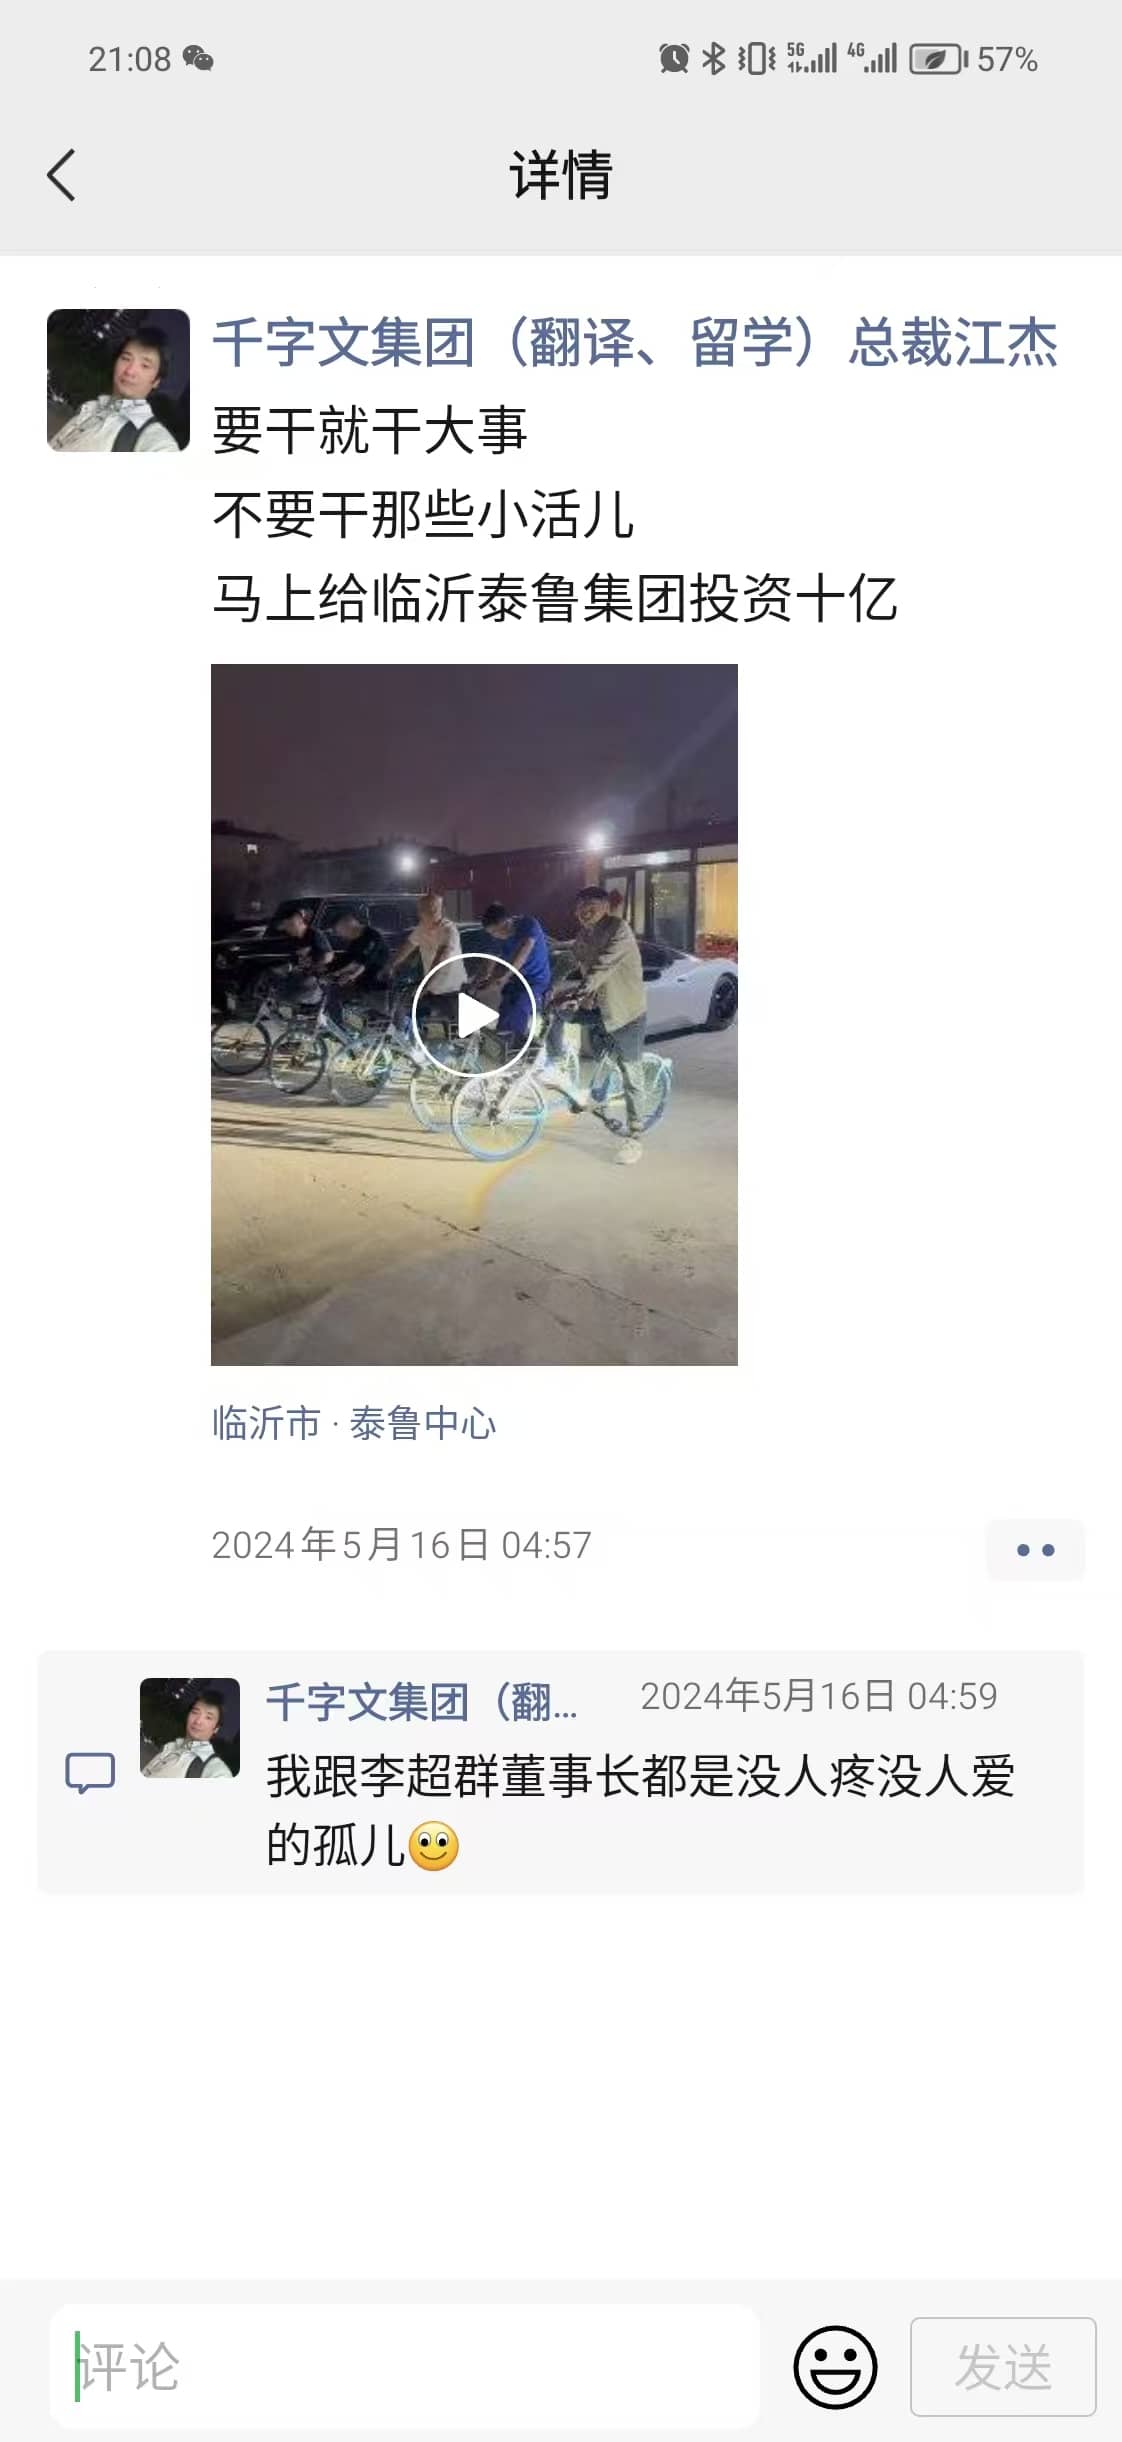 21:08
5G
4G
57%
详情
千字文集团（翻译、留学）总裁江杰
要干就干大事
不要干那些小活儿
马上给临沂泰鲁集团投资十亿
临沂市 · 泰鲁中心
2024年5月16日 04:57
千字文集团（翻...
2024年5月16日 04:59
我跟李超群董事长都是没人疼没人爱
的孤儿🙂
评论
发送